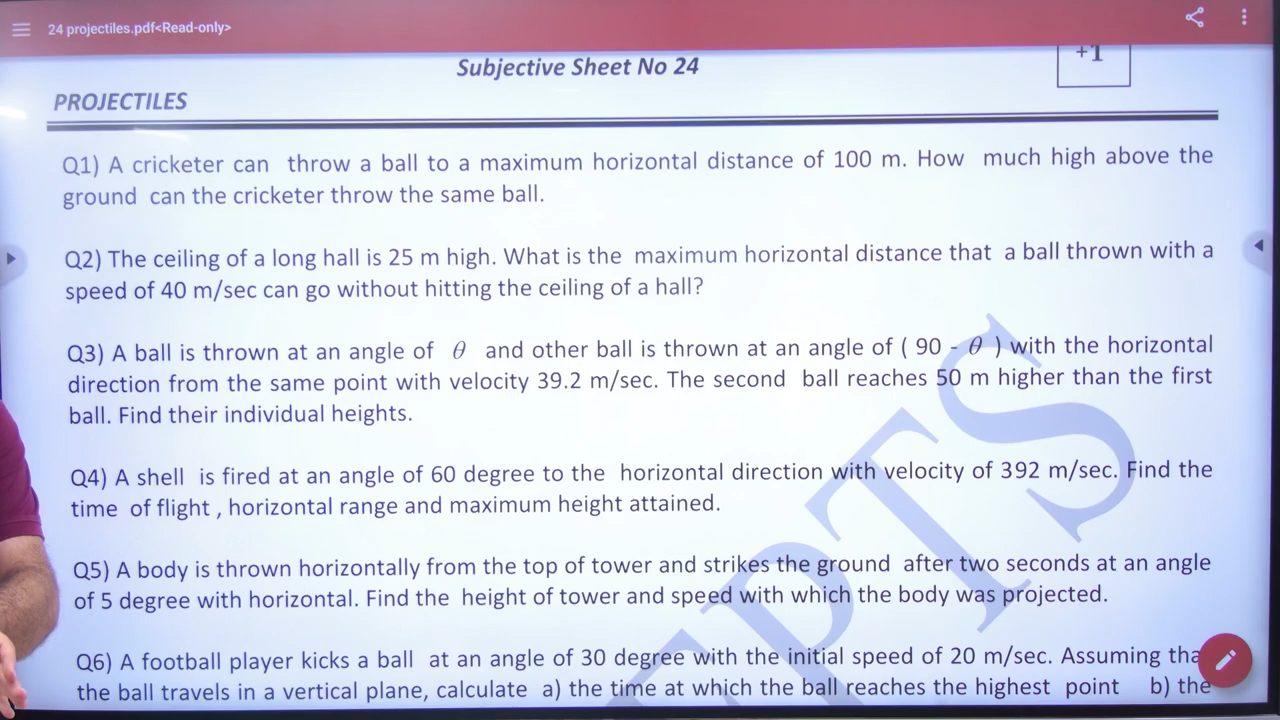 24 projectiles.pdf<Read-only>
+1
Subjective Sheet No 24
PROJECTILES
Q1) A cricketer can throw a ball to a maximum horizontal distance of 100 m. How much high above the
ground can the cricketer throw the same ball.
Q2) The ceiling of a long hall is 25 m high. What is the maximum horizontal distance that a ball thrown with a
speed of 40 m/sec can go without hitting the ceiling of a hall?
Q3) A ball is thrown at an angle of θ and other ball is thrown at an angle of ( 90 - θ ) with the horizontal
direction from the same point with velocity 39.2 m/sec. The second ball reaches 50 m higher than the first
ball. Find their individual heights.
Q4) A shell is fired at an angle of 60 degree to the horizontal direction with velocity of 392 m/sec. Find the
time of flight , horizontal range and maximum height attained.
Q5) A body is thrown horizontally from the top of tower and strikes the ground after two seconds at an angle
of 5 degree with horizontal. Find the height of tower and speed with which the body was projected.
Q6) A football player kicks a ball at an angle of 30 degree with the initial speed of 20 m/sec. Assuming tha
the ball travels in a vertical plane, calculate a) the time at which the ball reaches the highest point b) the
EPTS